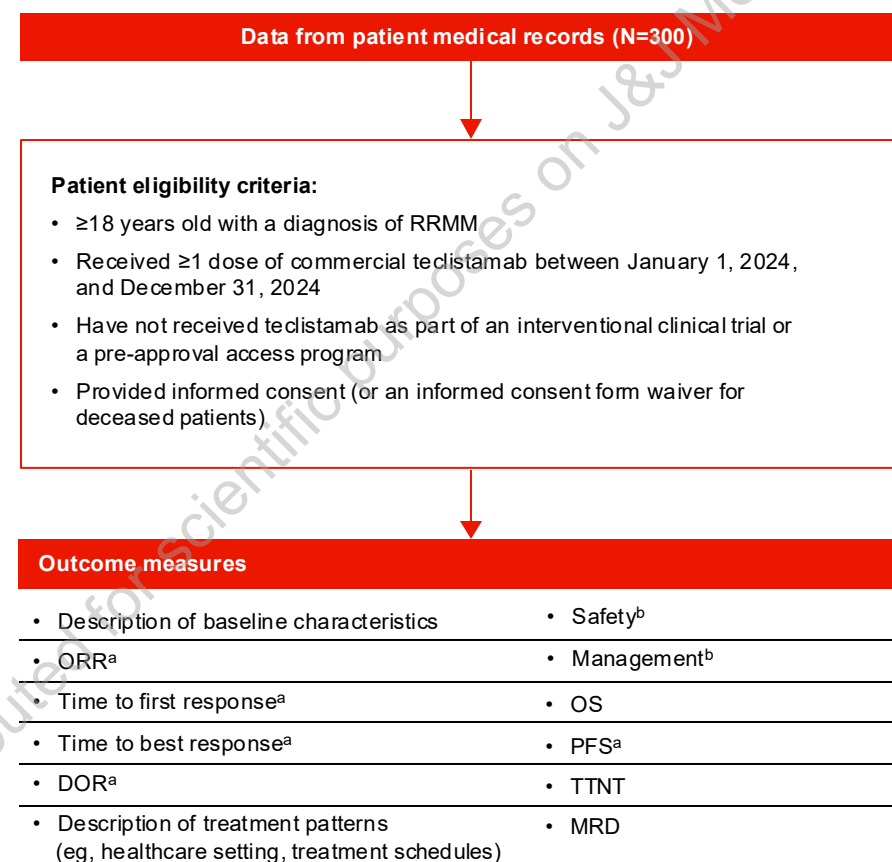 Data from patient medical records (N=300)
Patient eligibility criteria:
• ≥18 years old with a diagnosis of RRMM
• Received ≥1 dose of commercial teclistamab between January 1, 2024,
and December 31, 2024
• Have not received teclistamab as part of an interventional clinical trial or
a pre-approval access program
• Provided informed consent (or an informed consent form waiver for
deceased patients)
Outcome measures
• Description of baseline characteristics
• Safetyᵇ
• ORRᵃ
• Managementᵇ
• Time to first responseᵃ
• OS
• Time to best responseᵃ
• PFSᵃ
• DORᵃ
• TTNT
• Description of treatment patterns
(eg, healthcare setting, treatment schedules)
• MRD
for scientific purposes on J&J